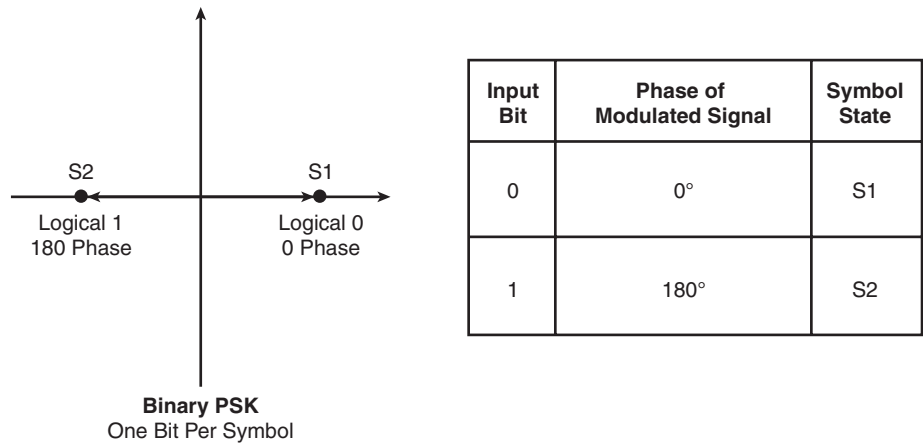 S2
S1
Logical 1
180 Phase
Logical 0
0 Phase
Binary PSK
One Bit Per Symbol
Input
Bit
Phase of
Modulated Signal
Symbol
State
0
0°
S1
1
180°
S2